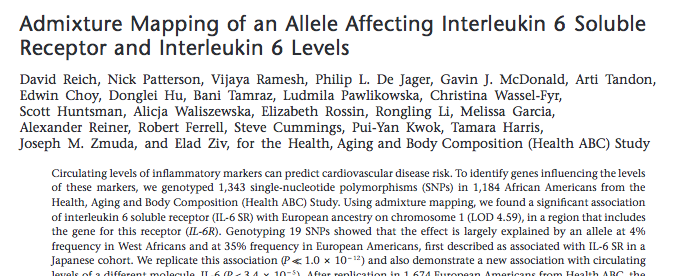 Admixture Mapping of an Allele Affecting Interleukin 6 Soluble
Receptor and Interleukin 6 Levels
David Reich, Nick Patterson, Vijaya Ramesh, Philip L. De Jager, Gavin J. McDonald, Arti Tandon,
Edwin Choy, Donglei Hu, Bani Tamraz, Ludmila Pawlikowska, Christina Wassel-Fyr,
Scott Huntsman, Alicja Waliszewska, Elizabeth Rossin, Rongling Li, Melissa Garcia,
Alexander Reiner, Robert Ferrell, Steve Cummings, Pui-Yan Kwok, Tamara Harris,
Joseph M. Zmuda, and Elad Ziv, for the Health, Aging and Body Composition (Health ABC) Study
Circulating levels of inflammatory markers can predict cardiovascular disease risk. To identify genes influencing the levels
of these markers, we genotyped 1,343 single-nucleotide polymorphisms (SNPs) in 1,184 African Americans from the
Health, Aging and Body Composition (Health ABC) Study. Using admixture mapping, we found a significant association
of interleukin 6 soluble receptor (IL-6 SR) with European ancestry on chromosome 1 (LOD 4.59), in a region that includes
the gene for this receptor (IL-6R). Genotyping 19 SNPs showed that the effect is largely explained by an allele at 4%
frequency in West Africans and at 35% frequency in European Americans, first described as associated with IL-6 SR in a
Japanese cohort. We replicate this association (P ≪ 1.0 × 10⁻¹²) and also demonstrate a new association with circulating
levels of a different molecule, IL-6 (P < 3.4 × 10⁻⁵). After replication in 1,674 European Americans from Health ABC, the